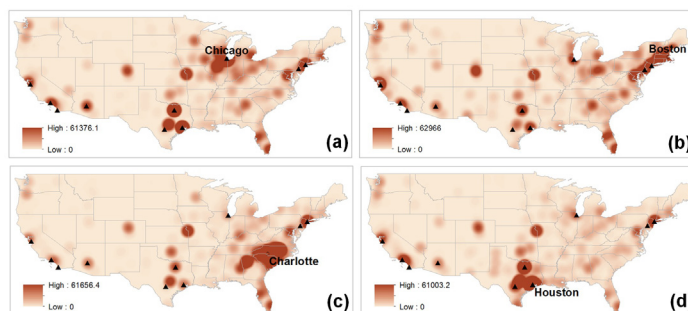 Chicago
High : 61376.1
Low : 0
(a)
Boston
High : 62966
Low : 0
(b)
Charlotte
High : 61656.4
Low : 0
(c)
Houston
High : 61003.2
Low : 0
(d)